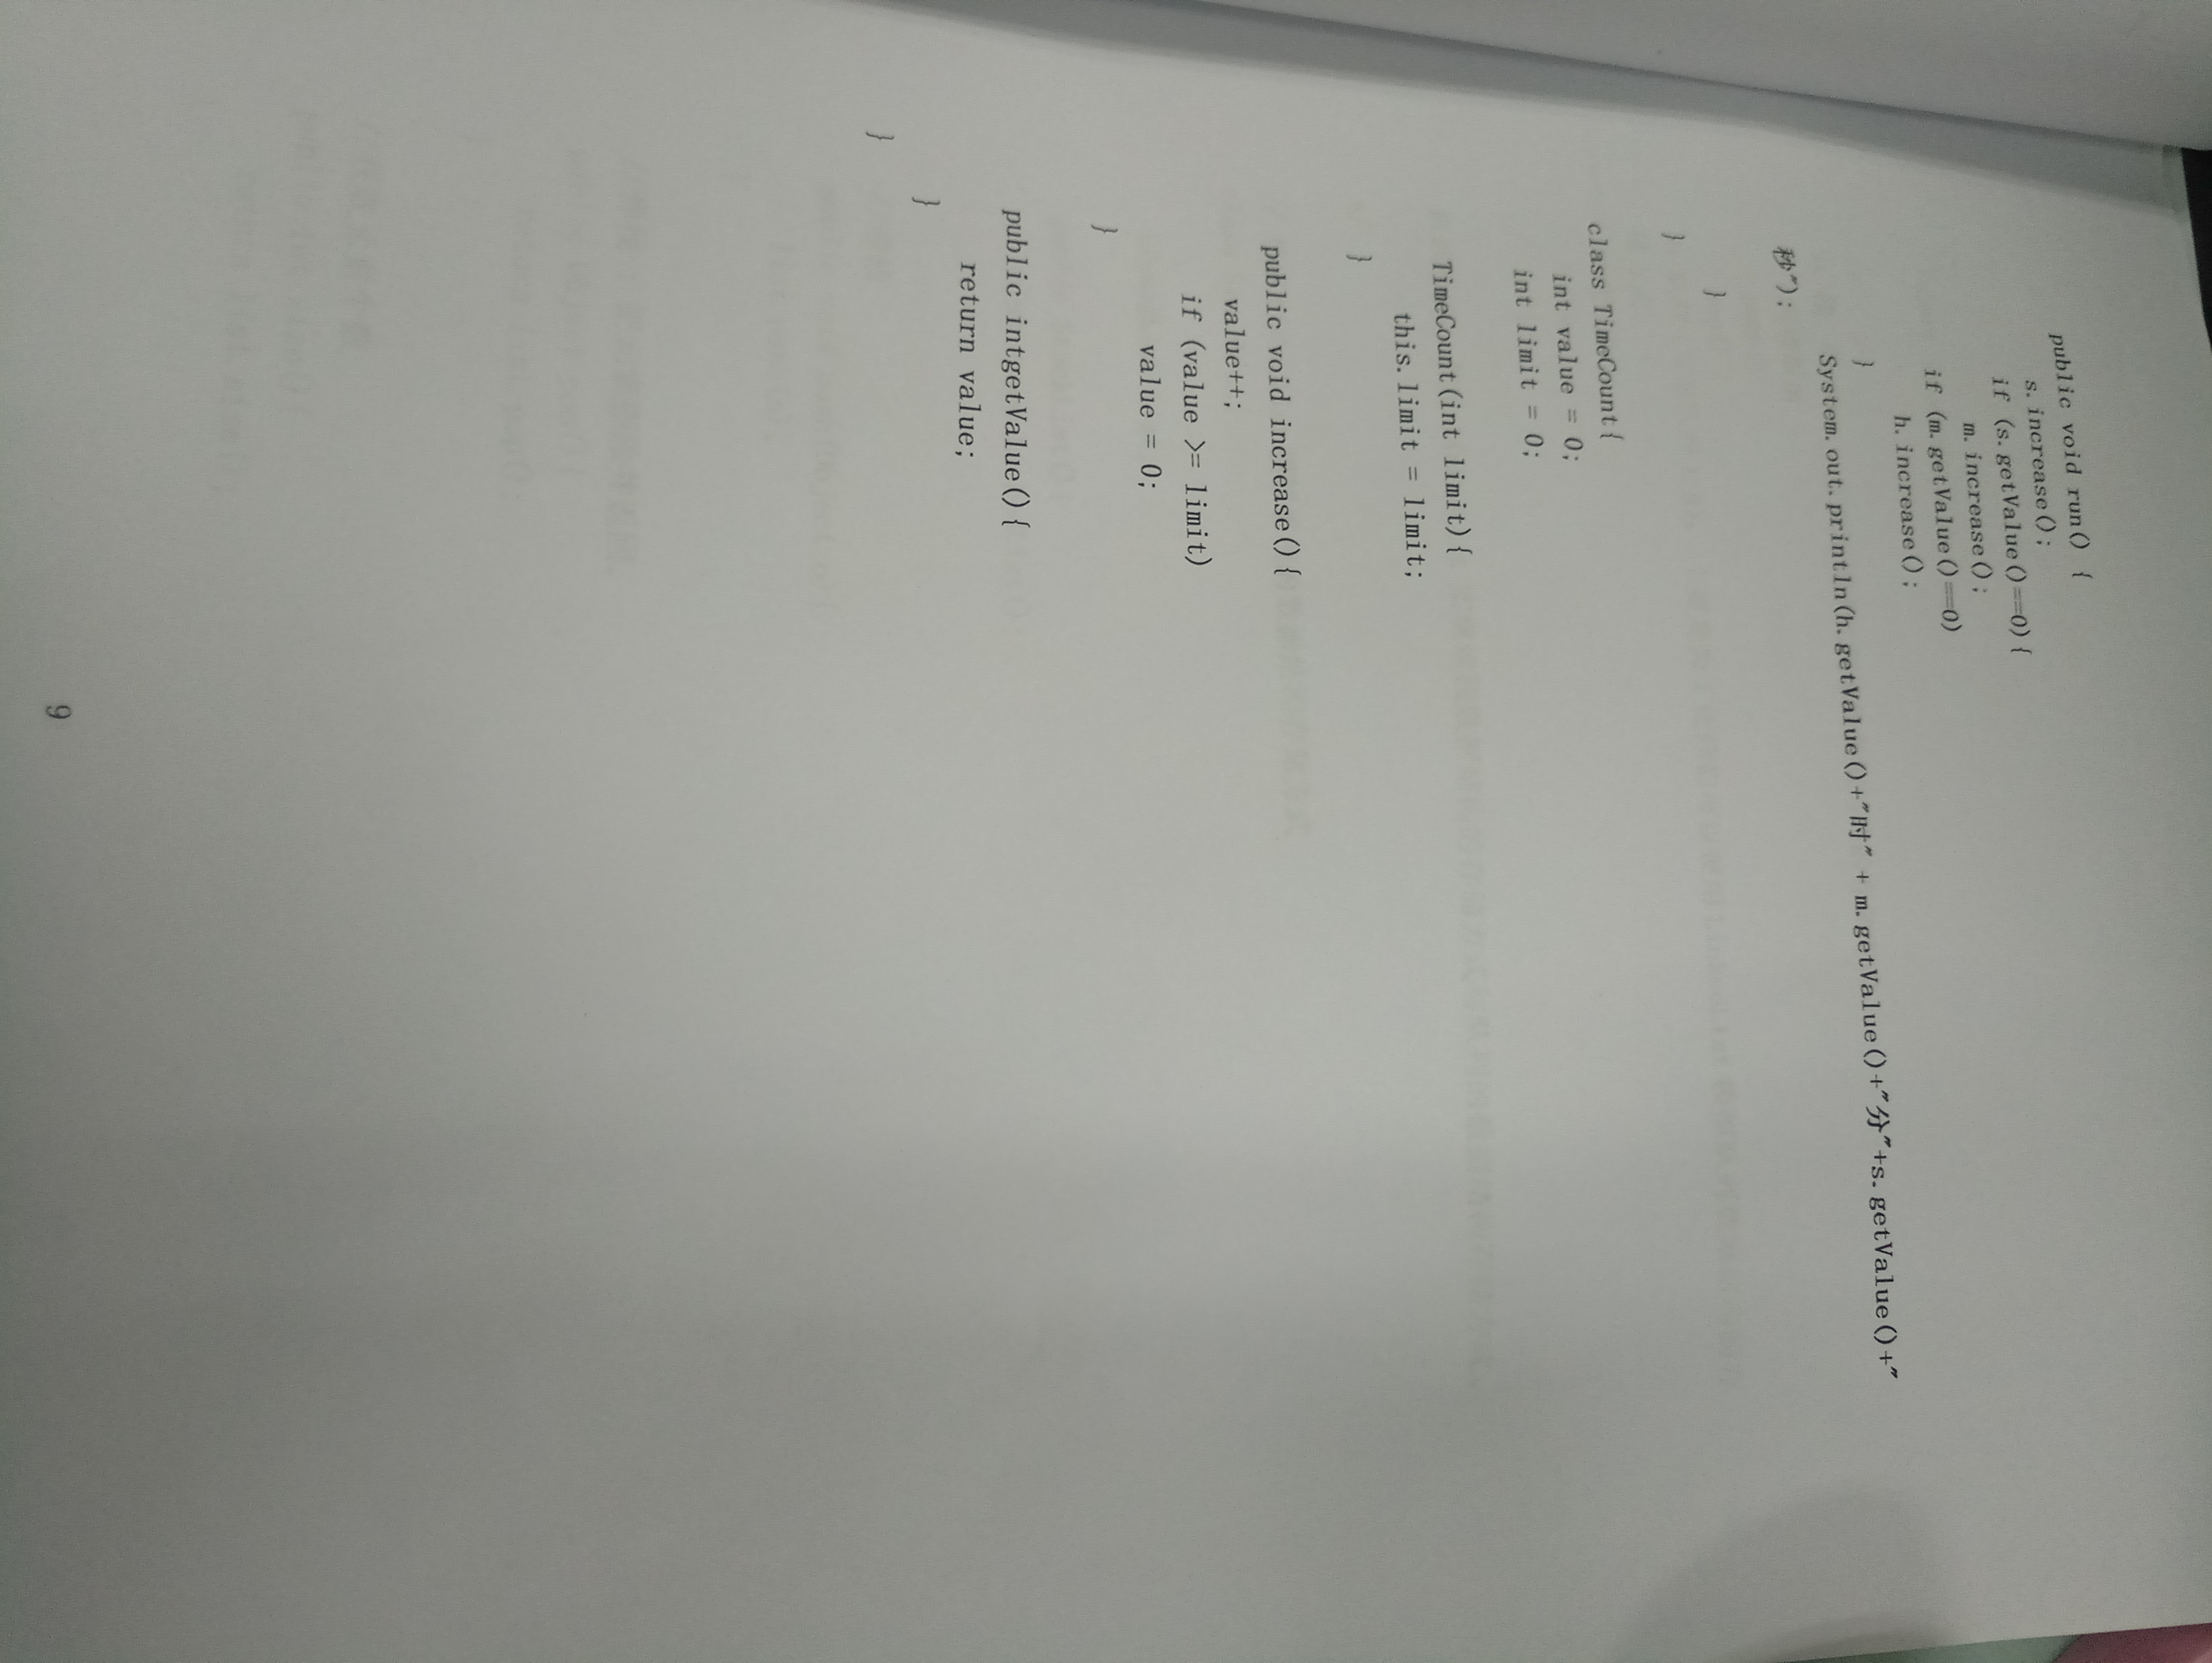 public void run() {
s.increase();
if (s.getValue()==0){
m.increase();
if (m.getValue()==0)
h.increase();
}
System.out.println(h.getValue()+"时" + m.getValue()+"分"+s.getValue()+"
秒");
}
}
class TimeCount{
int value = 0;
int limit = 0;
TimeCount(int limit){
this.limit = limit;
}
public void increase(){
value++;
if (value >= limit)
value = 0;
}
public intgetValue(){
return value;
}
}
9